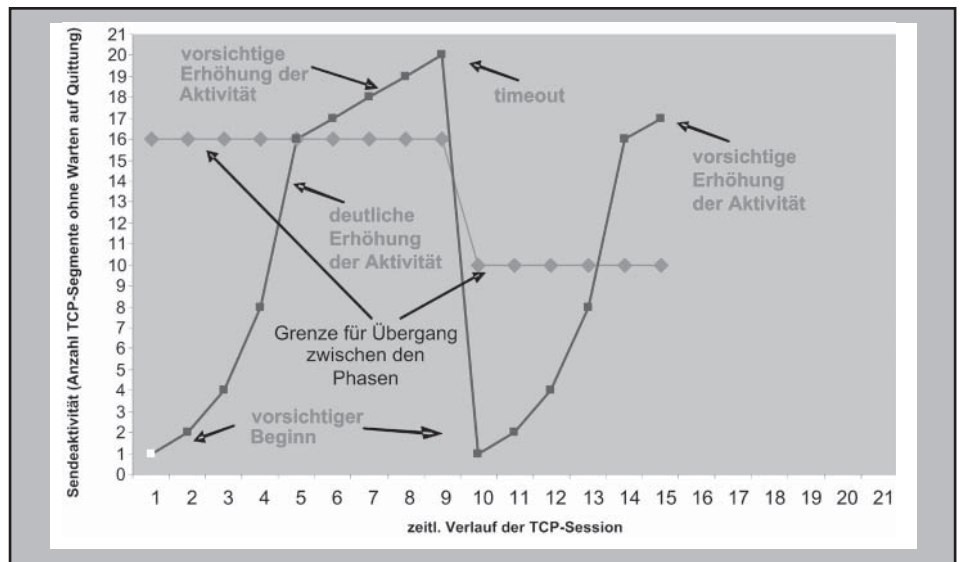 Sendeaktivität (Anzahl TCP-Segmente ohne Warten auf Quittung)
21
20
19
18
17
16
15
14
13
12
11
10
9
8
7
6
5
4
3
2
1
0
vorsichtige
Erhöhung der
Aktivität
timeout
vorsichtige
Erhöhung
der Aktivität
deutliche
Erhöhung
der Aktivität
Grenze für Übergang
zwischen den
Phasen
vorsichtiger
Beginn
1 2 3 4 5 6 7 8 9 10 11 12 13 14 15 16 17 18 19 20 21
zeitl. Verlauf der TCP-Session